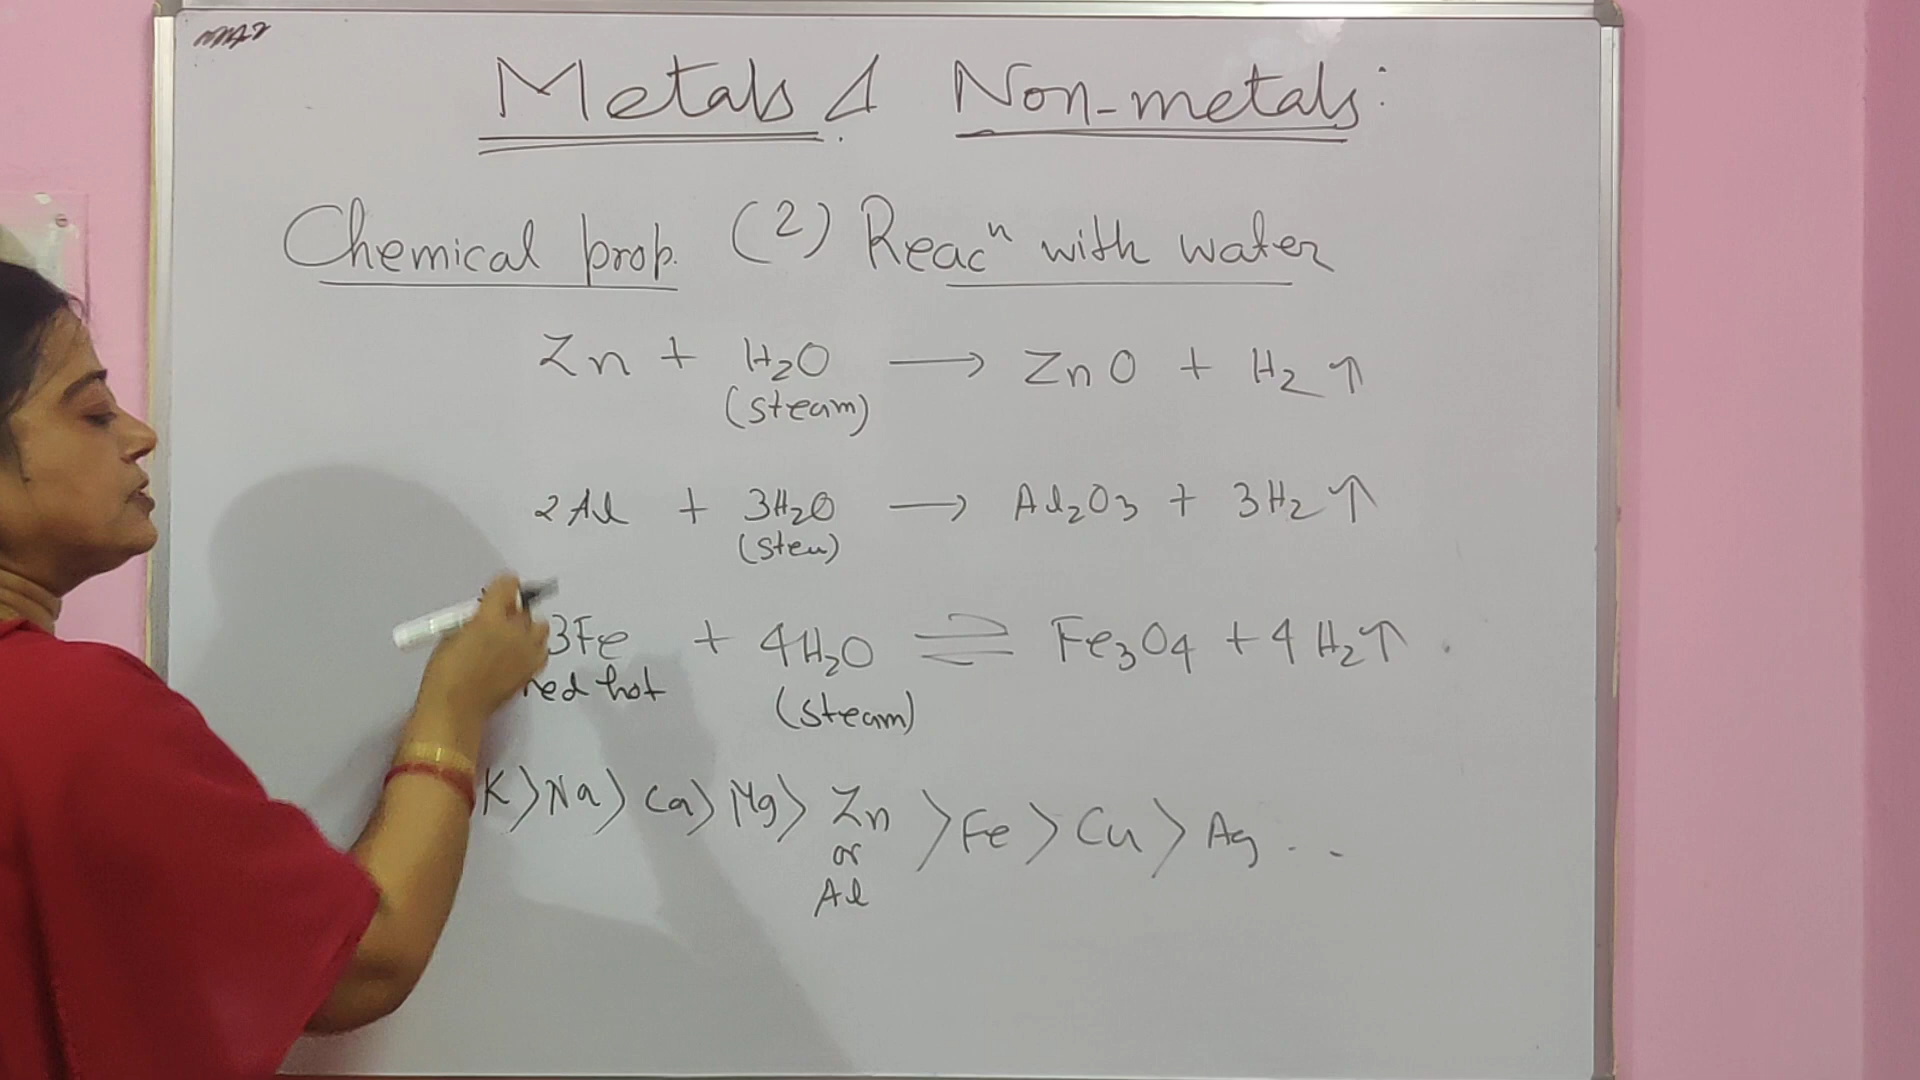 Metals & Non-metals:
Chemical prop. (2) Reacⁿ with water
Zn + H₂O ⟶ ZnO + H₂↑
(steam)
2Al + 3H₂O ⟶ Al₂O₃ + 3H₂↑
(steu)
3Fe + 4H₂O ⇌ Fe₃O₄ + 4H₂↑
red hot (steam)
K > Na > Ca > Mg > Zn > Fe > Cu > Ag . .
or
Al